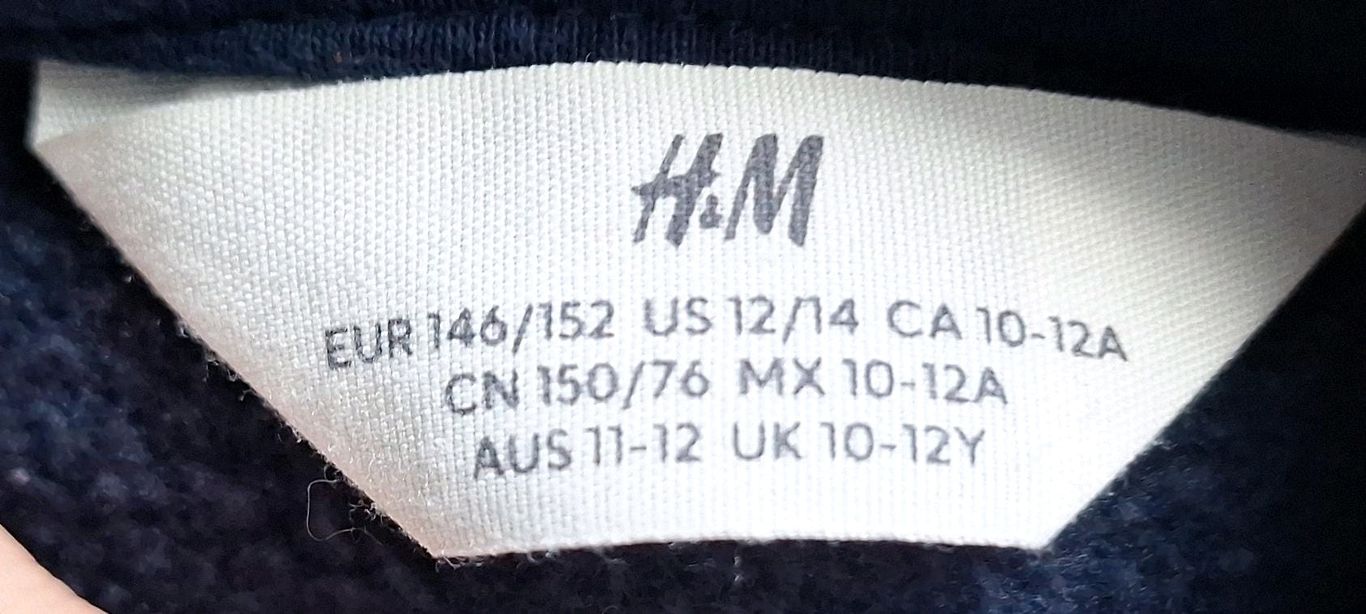 H&M
EUR 146/152 US 12/14 CA 10-12A
CN 150/76 MX 10-12A
AUS 11-12 UK 10-12Y